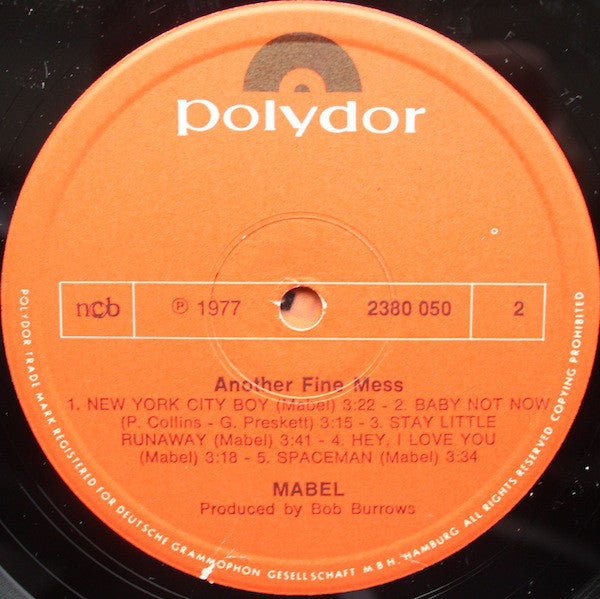 polydor
ncb
℗ 1977
2380 050
2
Another Fine Mess
1. NEW YORK CITY BOY (Mabel) 3:22 - 2. BABY NOT NOW
(P. Collins - G. Preskett) 3:15 - 3. STAY LITTLE
RUNAWAY (Mabel) 3:41 - 4. HEY, I LOVE YOU
(Mabel) 3:18 - 5. SPACEMAN (Mabel) 3:34
MABEL
Produced by Bob Burrows
POLYDOR TRADE MARK REGISTERED FOR DEUTSCHE GRAMMOPHON GESELLSCHAFT MBH, HAMBURG ALL RIGHTS RESERVED COPYING PROHIBITED